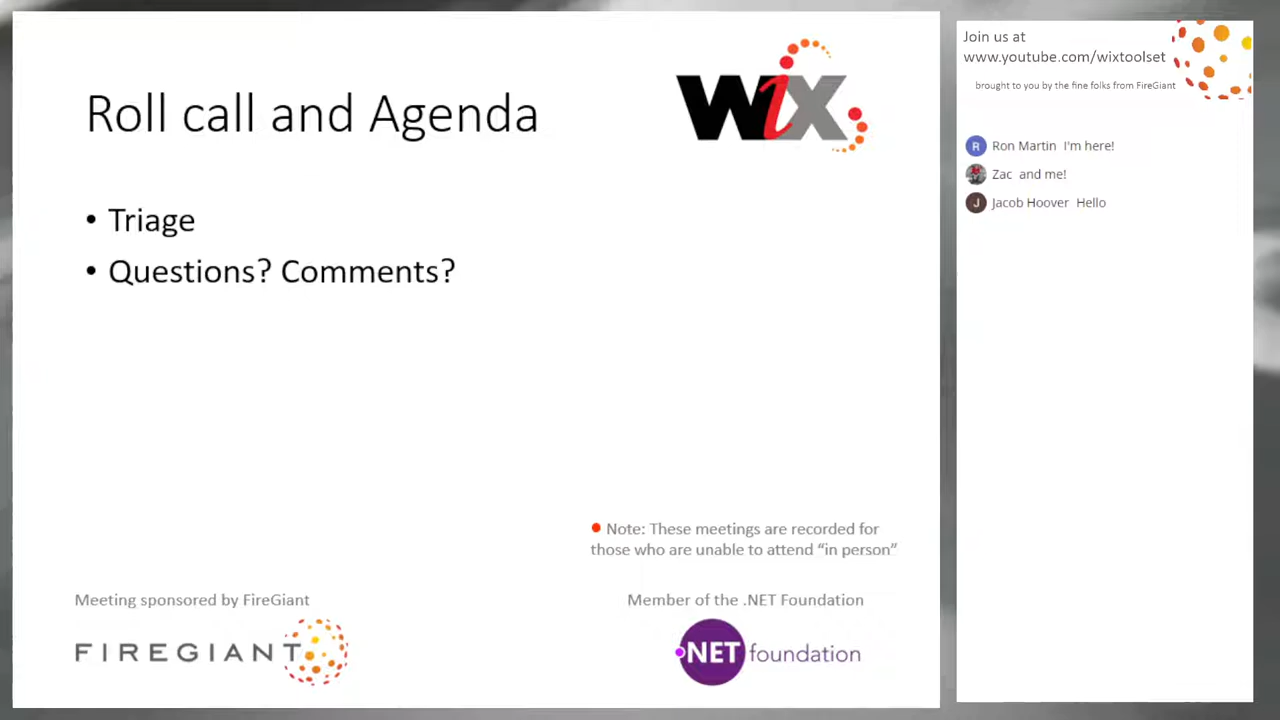 Roll call and Agenda
WiX
• Triage
• Questions? Comments?
Note: These meetings are recorded for
those who are unable to attend “in person”
Meeting sponsored by FireGiant
Member of the .NET Foundation
FIREGIANT
.NET foundation
Join us at
www.youtube.com/wixtoolset
brought to you by the fine folks from FireGiant
R Ron Martin I'm here!
Zac and me!
J Jacob Hoover Hello